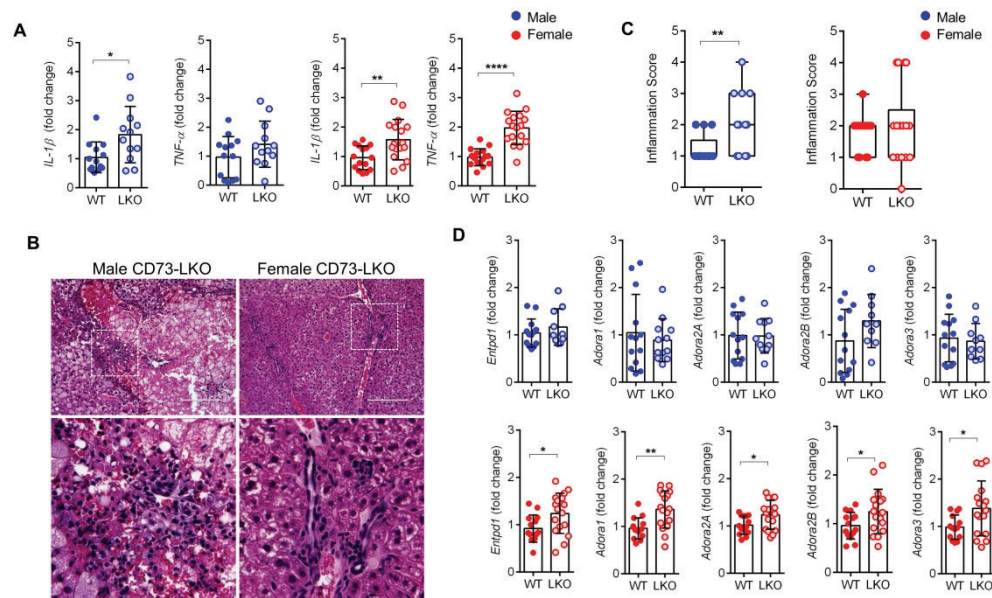 A
Male
Female
*
IL-1β (fold change)
5
4
3
2
1
0
WT LKO
TNF-α (fold change)
5
4
3
2
1
0
WT LKO
**
IL-1β (fold change)
5
4
3
2
1
0
WT LKO
****
TNF-α (fold change)
5
4
3
2
1
0
WT LKO
C
Male
Female
**
Inflammation Score
5
4
3
2
1
0
WT LKO
Inflammation Score
5
4
3
2
1
0
WT LKO
B
Male CD73-LKO Female CD73-LKO
D
Entpd1 (fold change)
3
2
1
0
WT LKO
Adora1 (fold change)
3
2
1
0
WT LKO
Adora2A (fold change)
3
2
1
0
WT LKO
Adora2B (fold change)
3
2
1
0
WT LKO
Adora3 (fold change)
3
2
1
0
WT LKO
*
Entpd1 (fold change)
3
2
1
0
WT LKO
**
Adora1 (fold change)
3
2
1
0
WT LKO
*
Adora2A (fold change)
3
2
1
0
WT LKO
*
Adora2B (fold change)
3
2
1
0
WT LKO
*
Adora3 (fold change)
3
2
1
0
WT LKO